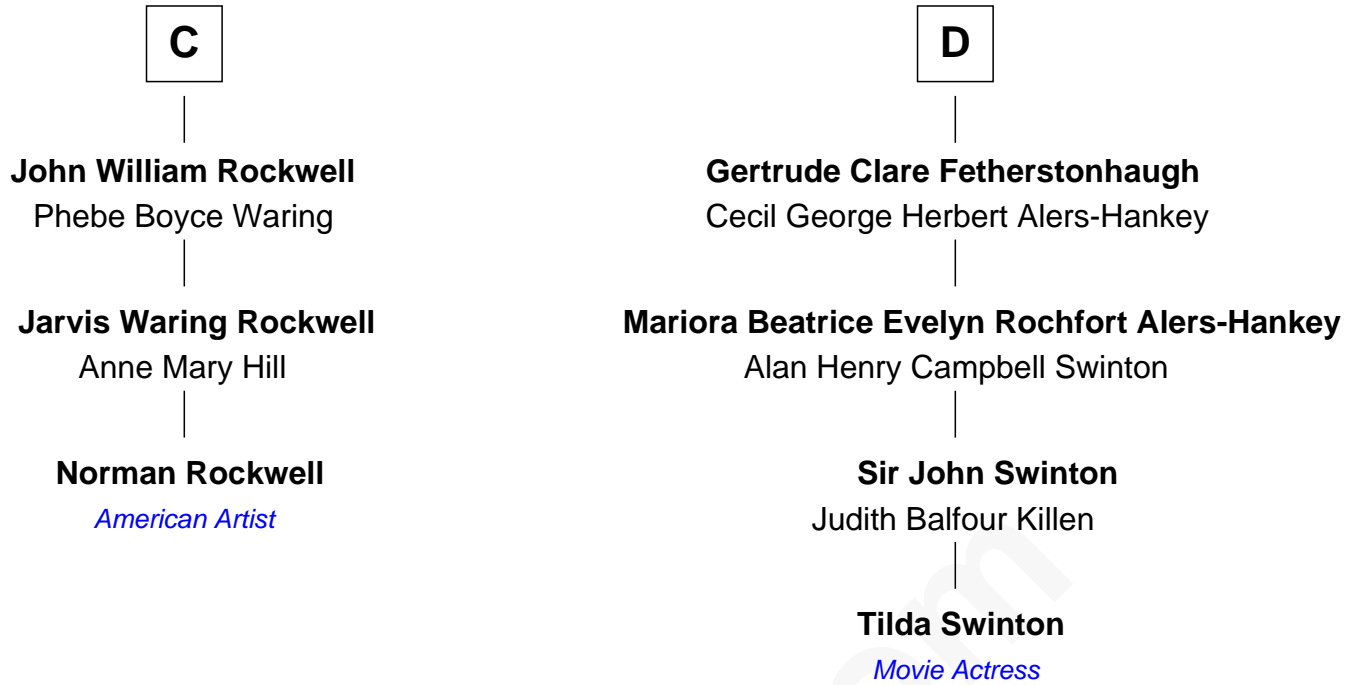 C
John William Rockwell
Phebe Boyce Waring
Jarvis Waring Rockwell
Anne Mary Hill
Norman Rockwell
American Artist
D
Gertrude Clare Fetherstonhaugh
Cecil George Herbert Alers-Hankey
Mariora Beatrice Evelyn Rochfort Alers-Hankey
Alan Henry Campbell Swinton
Sir John Swinton
Judith Balfour Killen
Tilda Swinton
Movie Actress